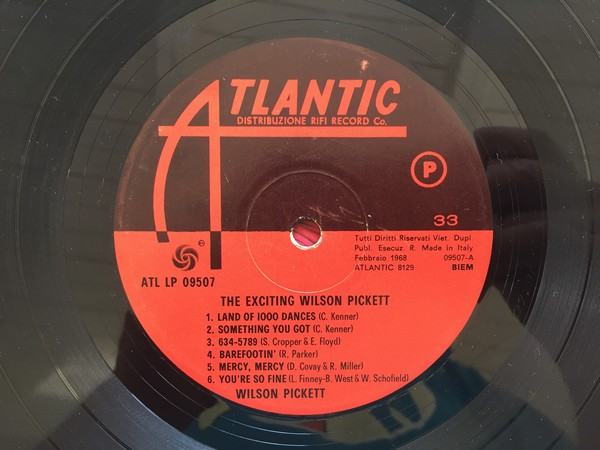 ATLANTIC
DISTRIBUZIONE RIFI RECORD Co.
P
33
Tutti Diritti Riservati Viet. Dupl.
Publ. Esecuz R. Made in Italy
Febbraio 1968 09507-A
ATLANTIC 8129 BIEM
ATL LP 09507
THE EXCITING WILSON PICKETT
1. LAND OF 1000 DANCES (C. Kenner)
2. SOMETHING YOU GOT (C. Kenner)
3. 634-5789 (S. Cropper & E. Floyd)
4. BAREFOOTIN' (R. Parker)
5. MERCY, MERCY (D. Covay & R. Miller)
6. YOU'RE SO FINE (L. Finney-B. West & W. Schofield)
WILSON PICKETT